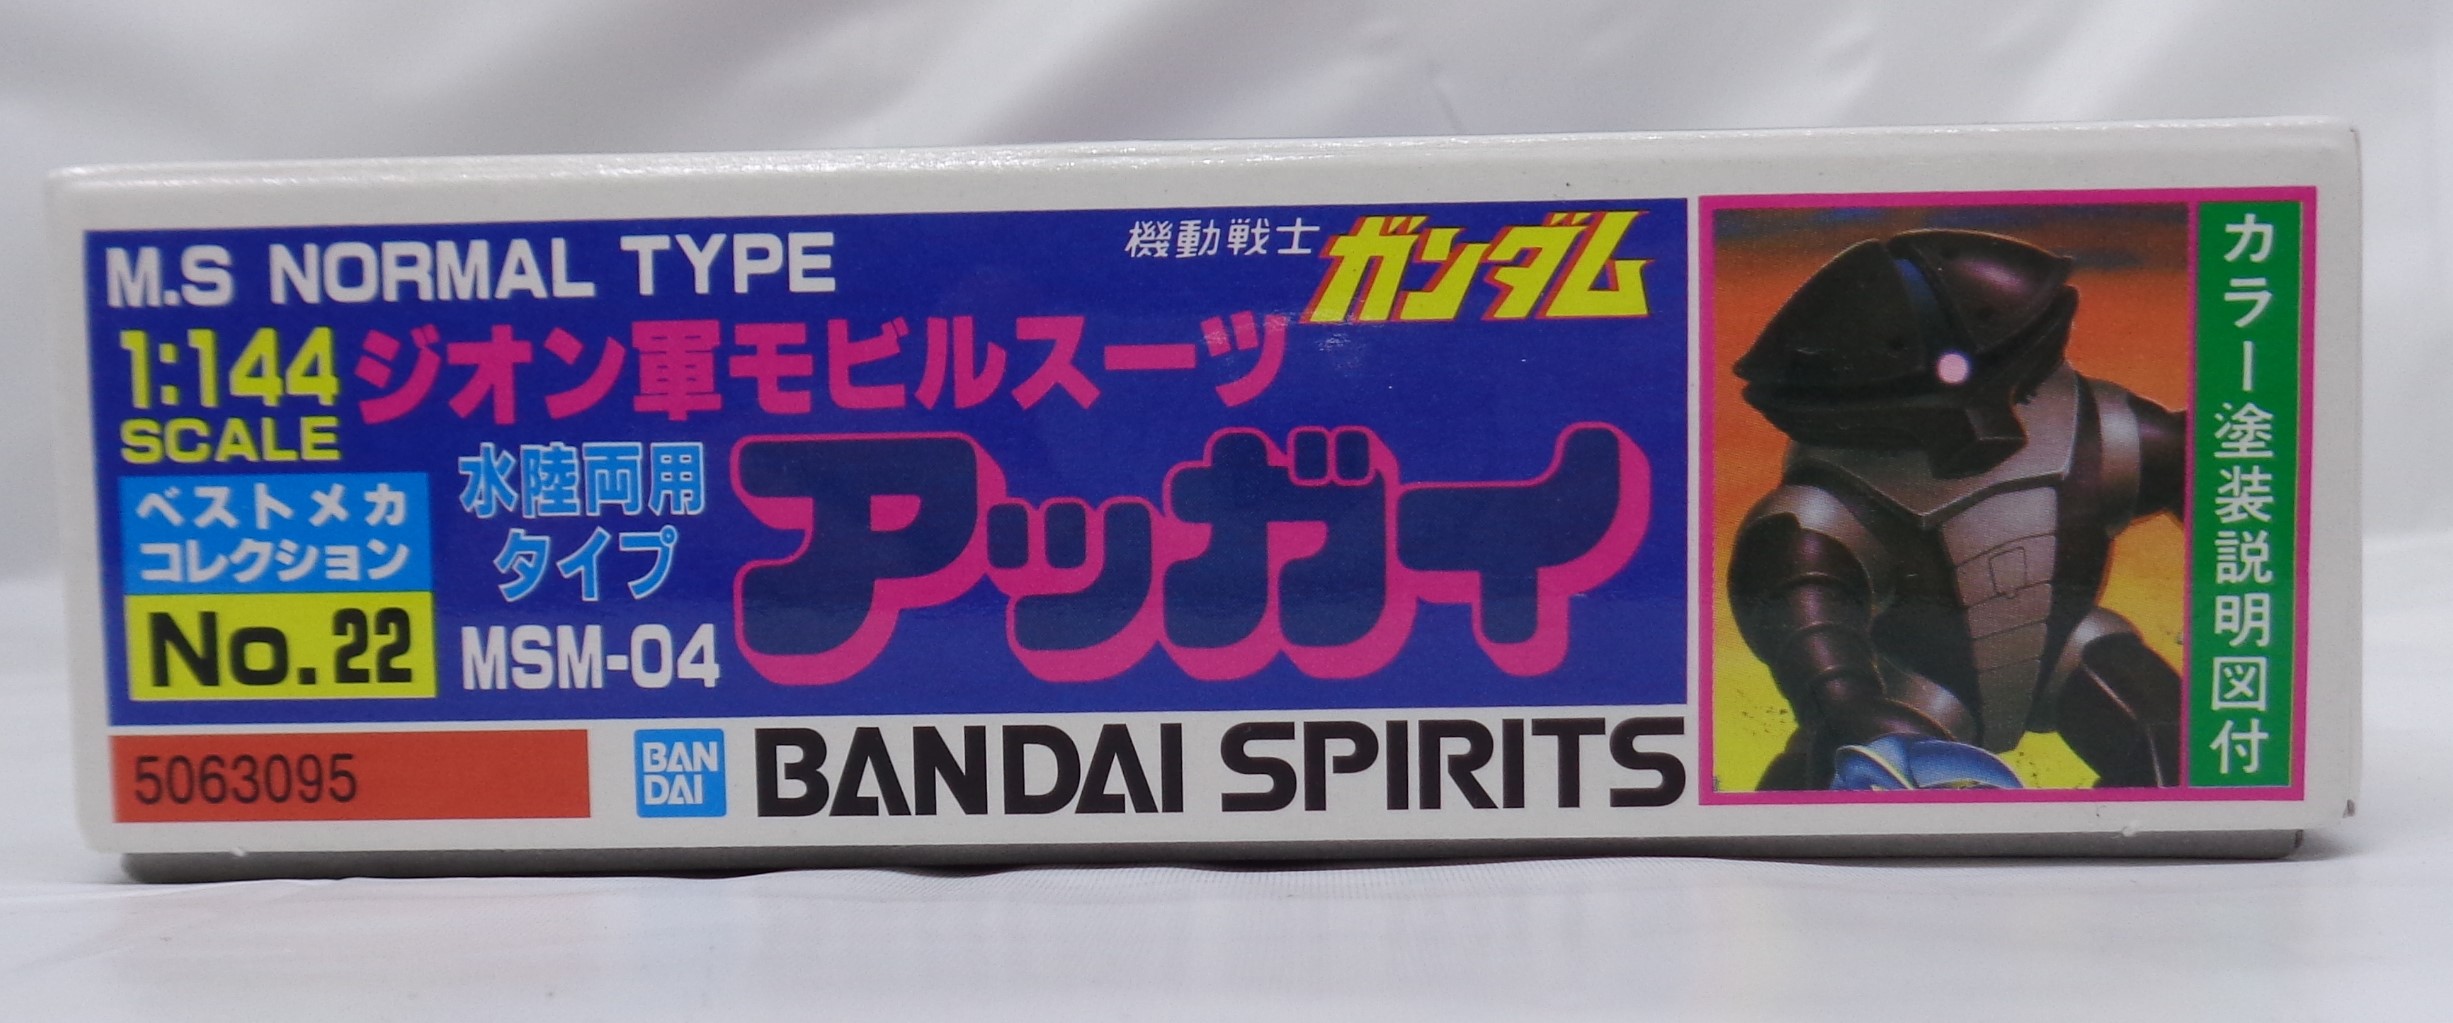 M.S NORMAL TYPE
機動戦士ガンダム
1:144
SCALE
ジオン軍モビルスーツ
水陸両用
タイプ
MSM-04
アッガイ
ベストメカ
コレクション
No.22
5063095
BAN
DAI
BANDAI SPIRITS
カラー塗装説明図付